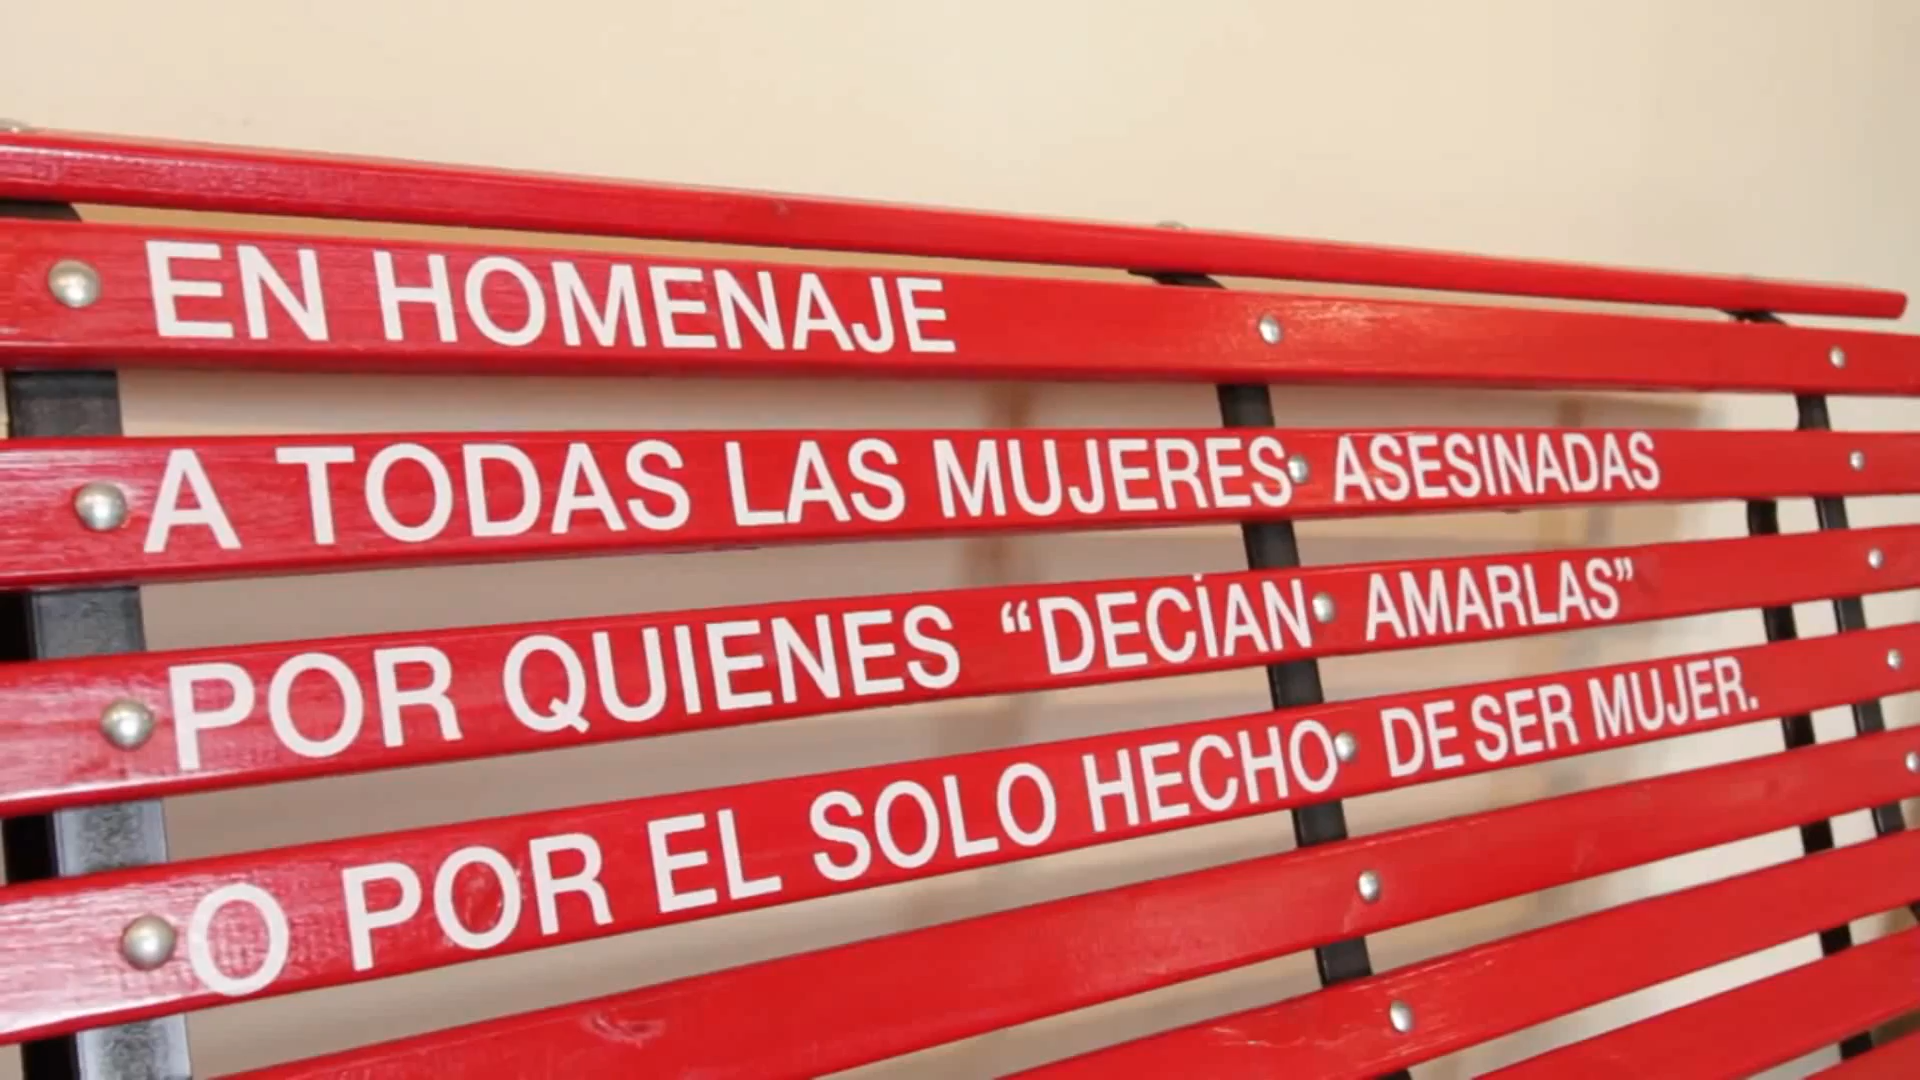 EN HOMENAJE
A TODAS LAS MUJERES ASESINADAS
POR QUIENES “DECÍAN AMARLAS”
O POR EL SOLO HECHO DE SER MUJER.